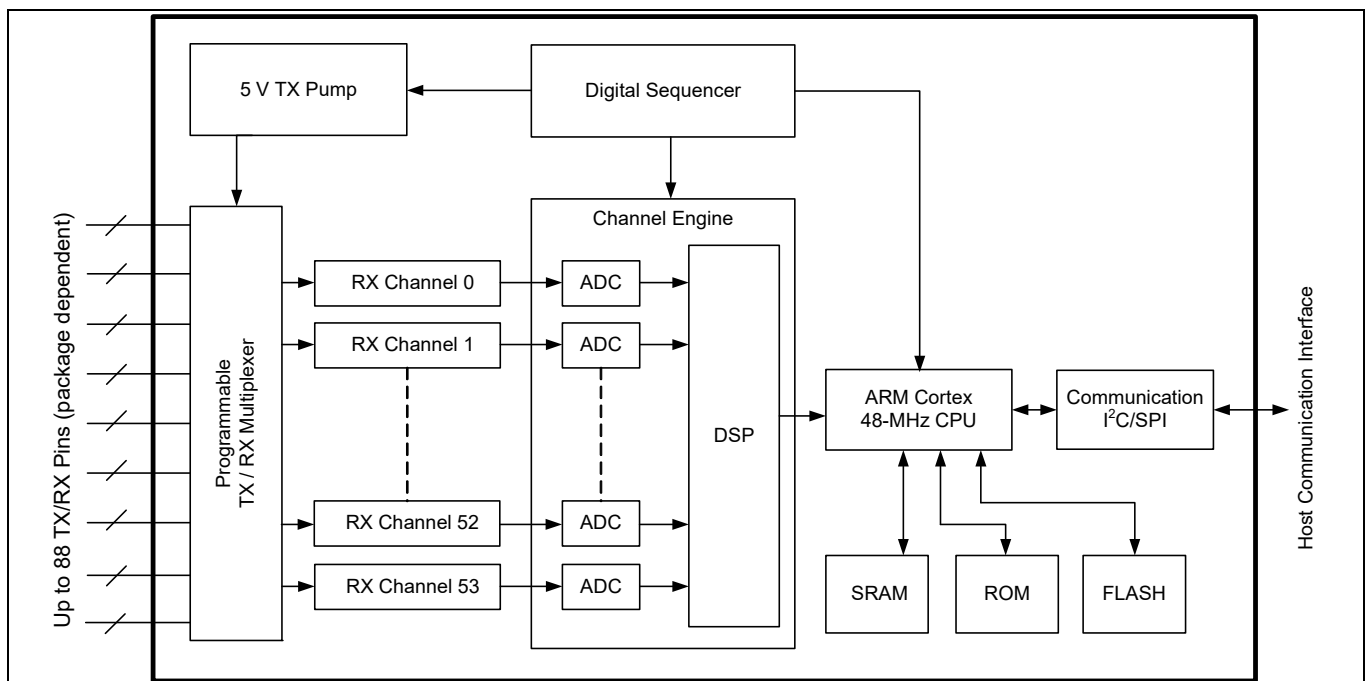 5 V TX Pump
Digital Sequencer
Up to 88 TX/RX Pins (package dependent)
Programmable
TX / RX Multiplexer
Channel Engine
RX Channel 0
ADC
RX Channel 1
ADC
RX Channel 52
ADC
RX Channel 53
ADC
DSP
ARM Cortex
48-MHz CPU
Communication
I²C/SPI
SRAM
ROM
FLASH
Host Communication Interface